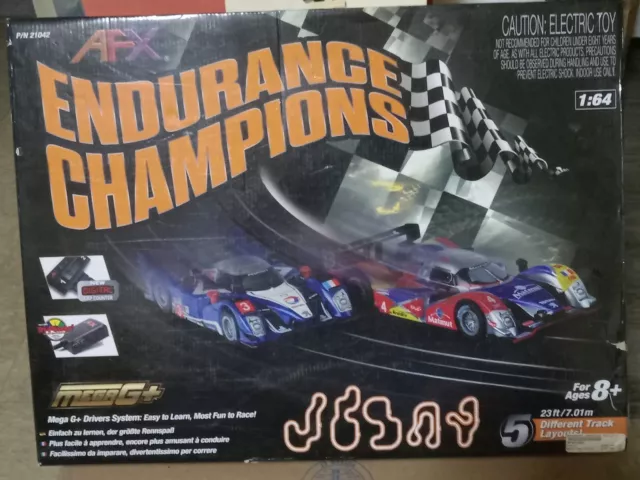 P/N 21042
AFX
ENDURANCE
CHAMPIONS
CAUTION: ELECTRIC TOY
NOT RECOMMENDED FOR CHILDREN UNDER EIGHT YEARS
OF AGE. AS WITH ALL ELECTRIC PRODUCTS, PRECAUTIONS
SHOULD BE OBSERVED DURING HANDLING AND USE TO
PREVENT ELECTRIC SHOCK. INDOOR USE ONLY.
1:64
DIGITAL
3
4
Matmut
MEGA G+
Mega G+ Drivers System: Easy to Learn, Most Fun to Race!
Einfach zu lernen, der größte Rennspaß
Plus facile à apprendre, encore plus amusant à conduire
Facilissimo da imparare, divertentissimo per correre
For
Ages 8+
23ft/7.01m
5 Different Track
Layouts!